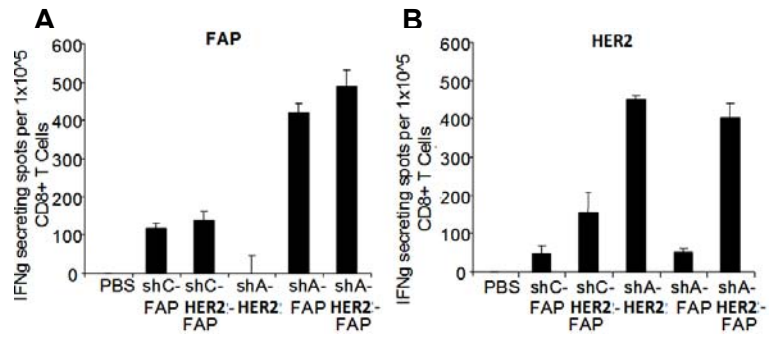 A
FAP
IFNg secreting spots per 1x10^5
CD8+ T Cells
600
500
400
300
200
100
0
PBS shC- shC- shA- shA- shA-
FAP HER2:- HER2: FAP HER2:-
FAP FAP
B
HER2
IFNg secreting spots per 1x10^5
CD8+ T Cells
600
500
400
300
200
100
0
PBS shC- shC- shA- shA- shA-
FAP HER2:- HER2: FAP HER2:-
FAP FAP